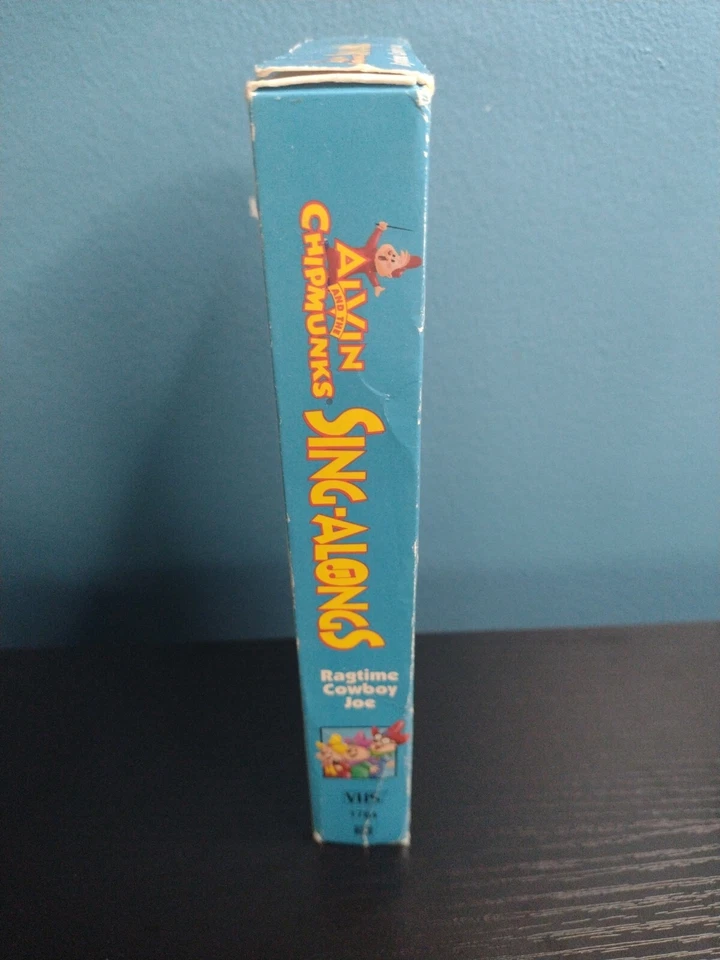 ALVIN
AND THE
CHIPMUNKS
SING-ALONGS
Ragtime
Cowboy
Joe
VHS